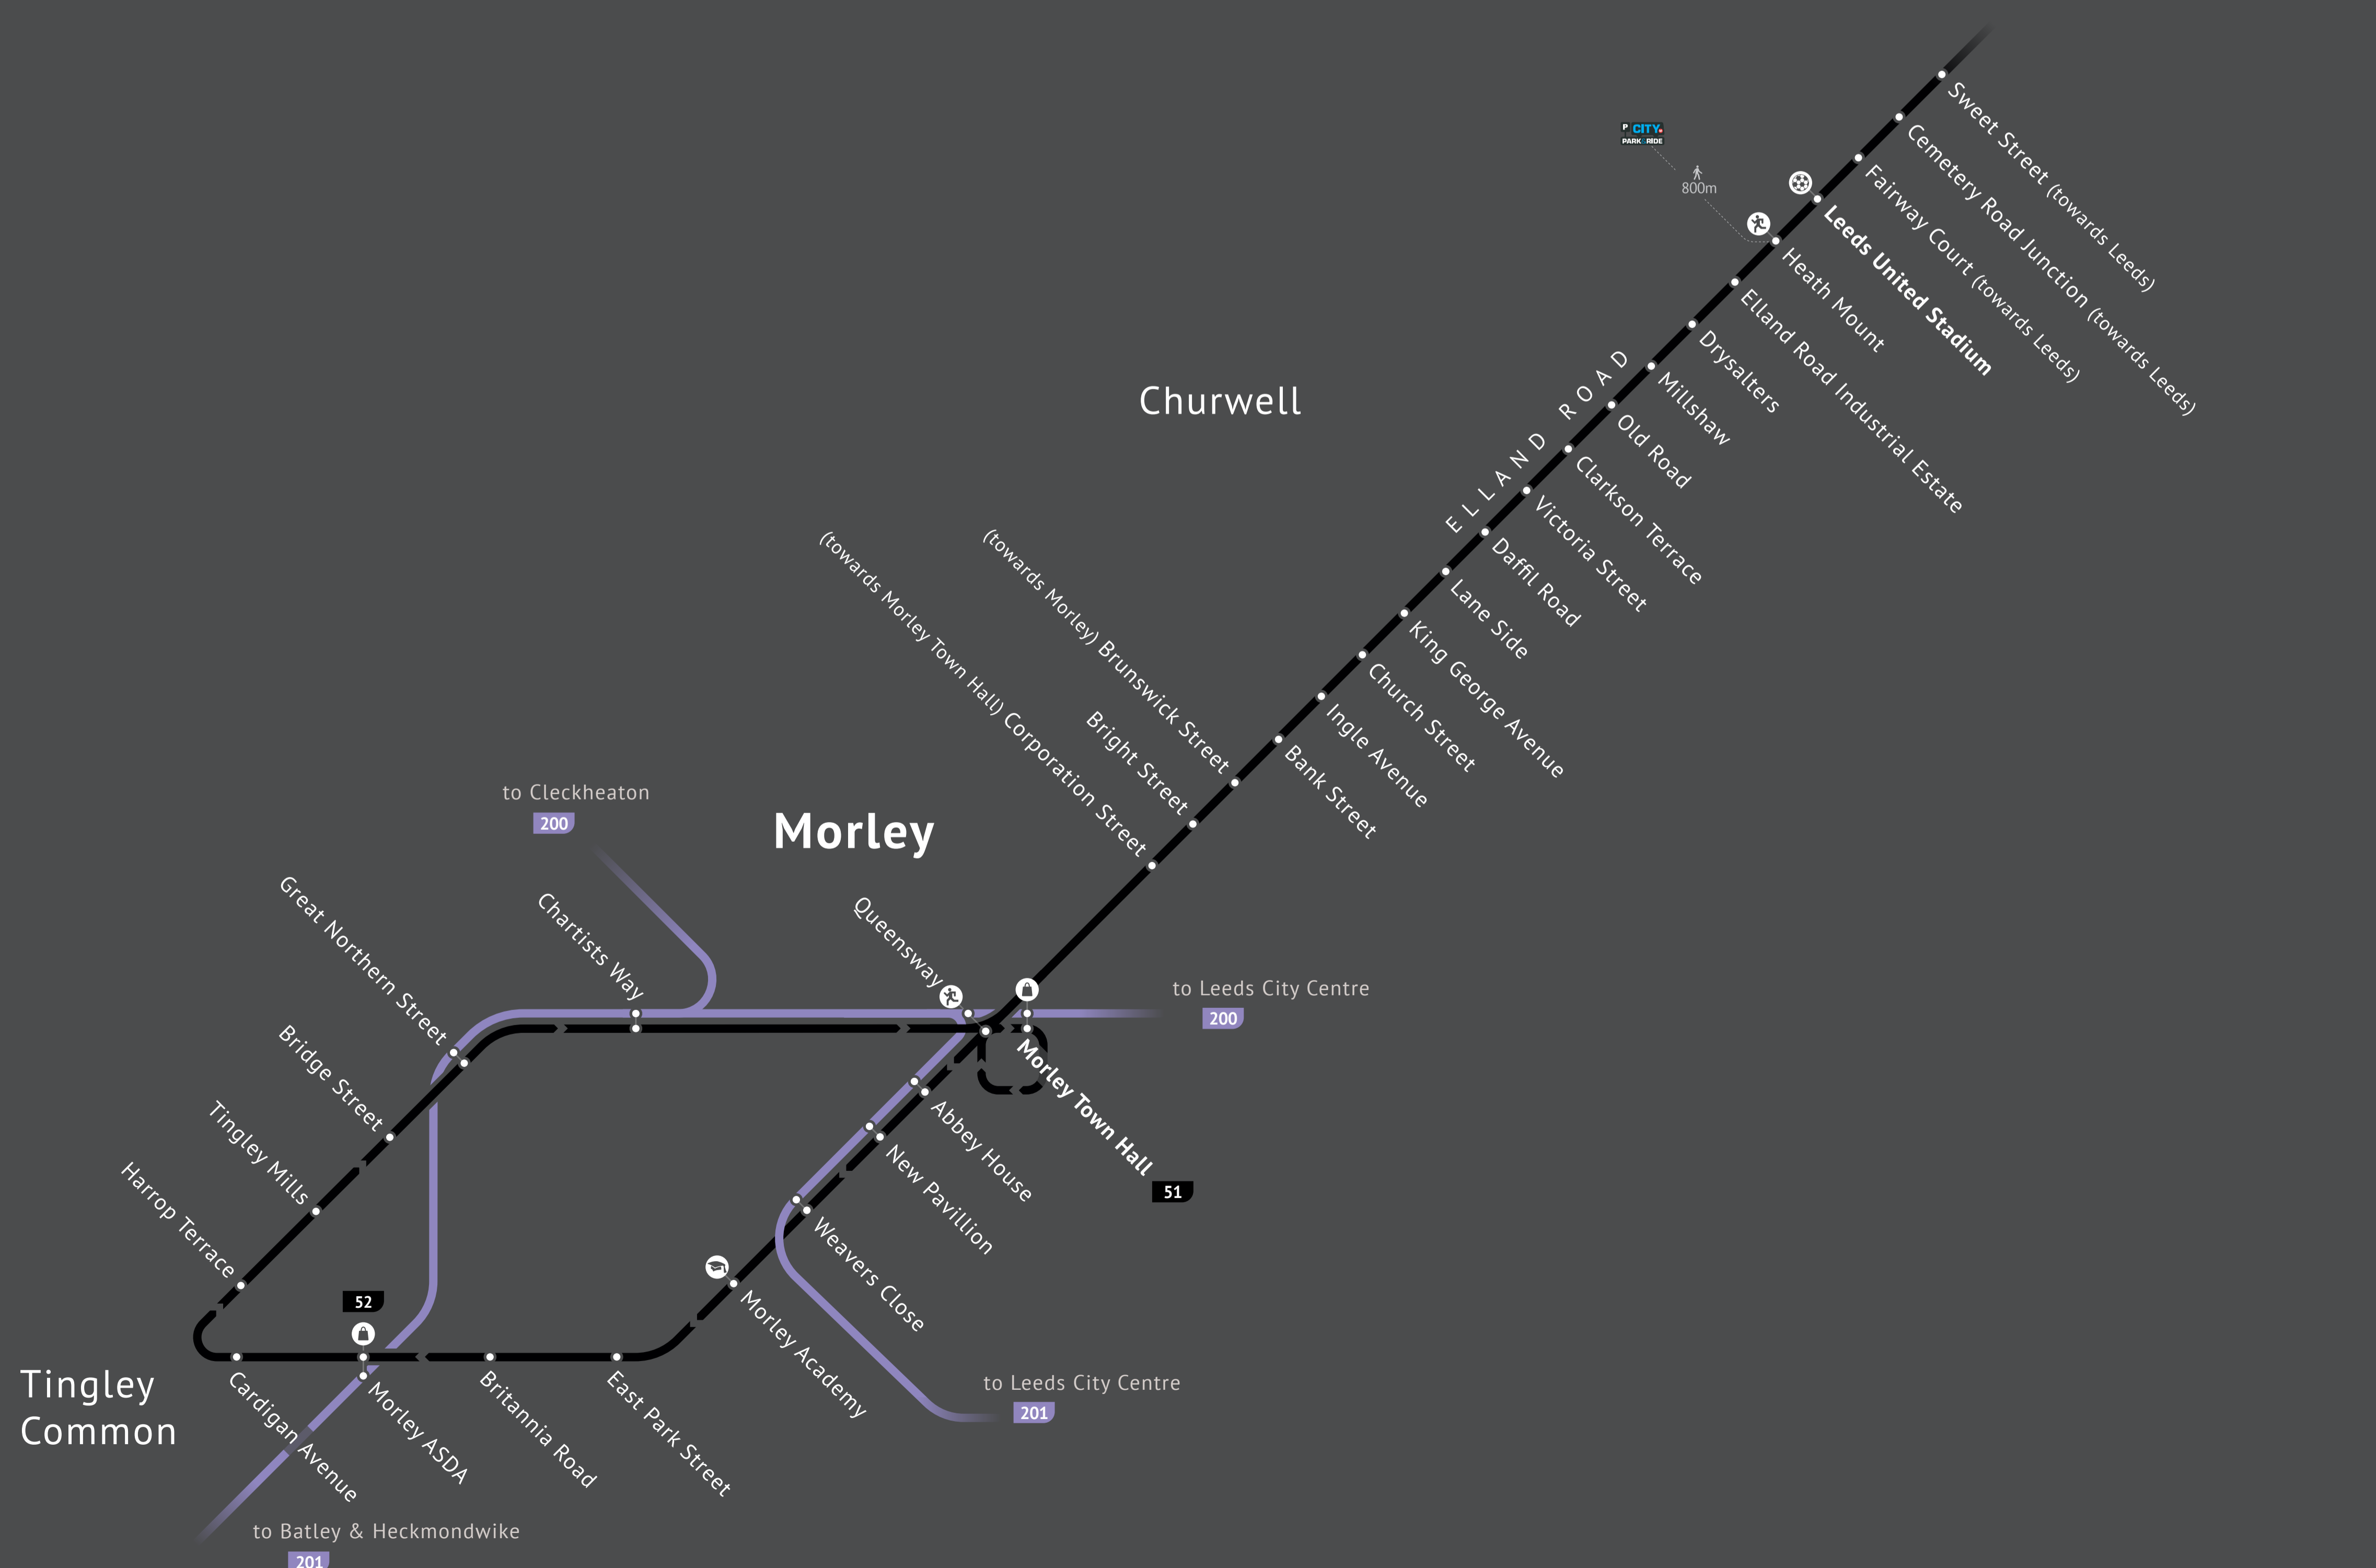 Sweet Street (towards Leeds)
Cemetery Road Junction (towards Leeds)
Fairway Court (towards Leeds)
Leeds United Stadium
P CITY
PARK & RIDE
800m
Heath Mount
Elland Road Industrial Estate
Drysalters
Millshaw
Old Road
ELLAND ROAD
Churwell
Clarkson Terrace
Victoria Street
Daffil Road
Lane Side
King George Avenue
Church Street
Ingle Avenue
Bank Street
(towards Morley) Brunswick Street
Bright Street
(towards Morley Town Hall) Corporation Street
to Cleckheaton
200
Morley
Great Northern Street
Chartists Way
Queensway
to Leeds City Centre
200
Morley Town Hall
51
Bridge Street
Tingley Mills
Harrop Terrace
Abbey House
New Pavillion
Weavers Close
Morley Academy
52
Tingley
Common
Cardigan Avenue
Morley ASDA
Britannia Road
East Park Street
to Leeds City Centre
201
to Batley & Heckmondwike
201